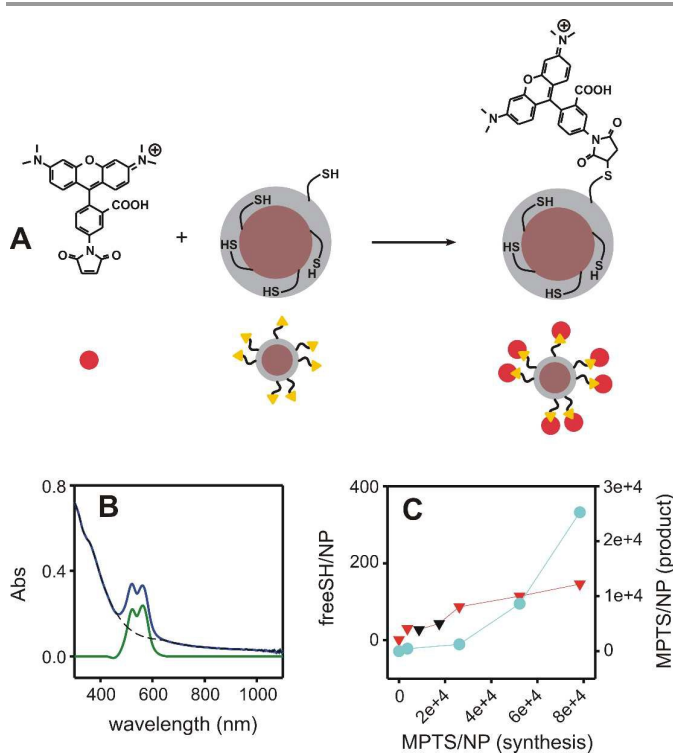 N
⊕
N
O
COOH
N
O
O
S
SH
HS
S
H
HS
N
O
N
⊕
COOH
N
O
O
A
+
SH
SH
HS
S
H
HS
B
0.8
0.4
0.0
Abs
400 600 800 1000
wavelength (nm)
C
400
200
0
freeSH/NP
3e+4
2e+4
1e+4
0
MPTS/NP (product)
0 2e+4 4e+4 6e+4 8e+4
MPTS/NP (synthesis)